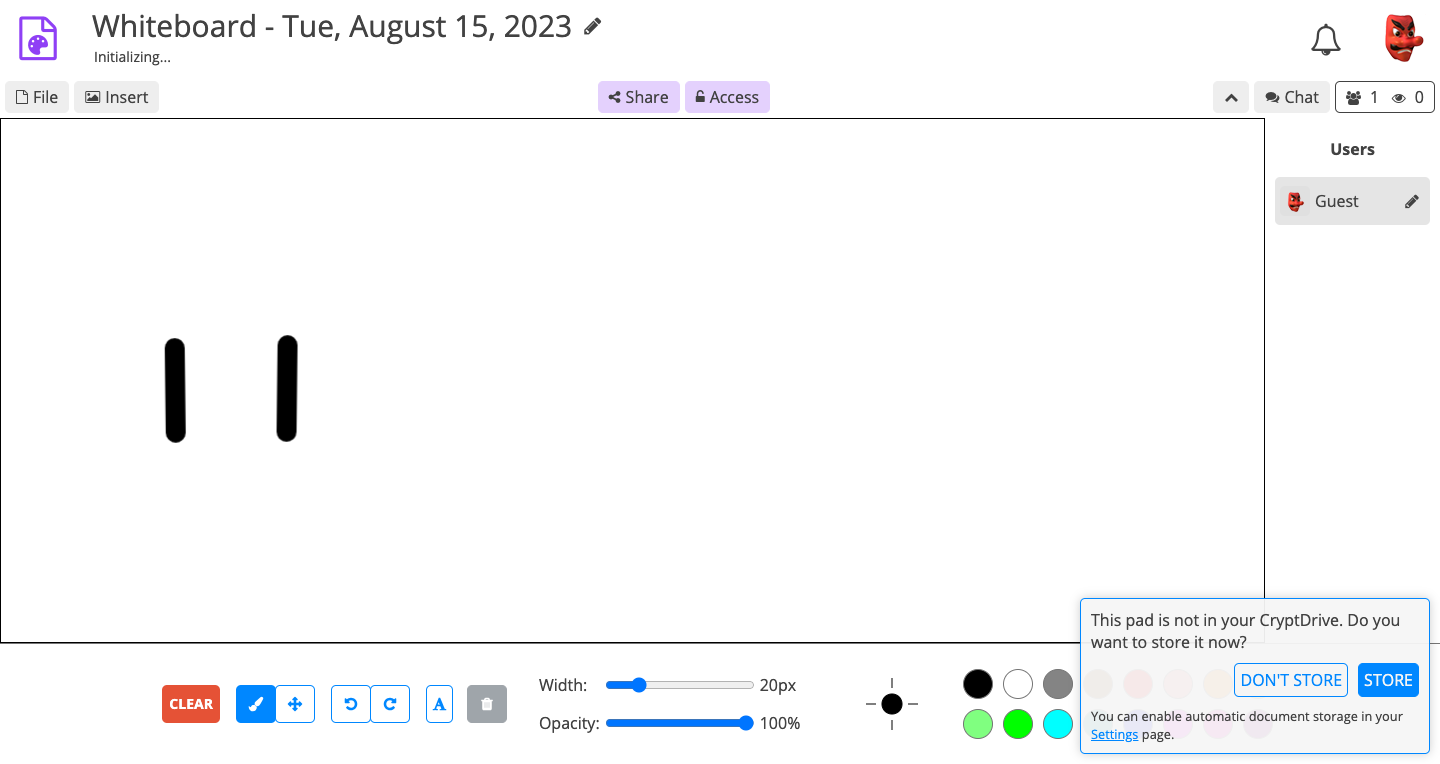 Whiteboard - Tue, August 15, 2023
Initializing...
File Insert Share Access Chat 1 0
Users
Guest
This pad is not in your CryptDrive. Do you
want to store it now?
DON'T STORE STORE
You can enable automatic document storage in your
Settings page.
CLEAR A
Width: 20px
Opacity: 100%